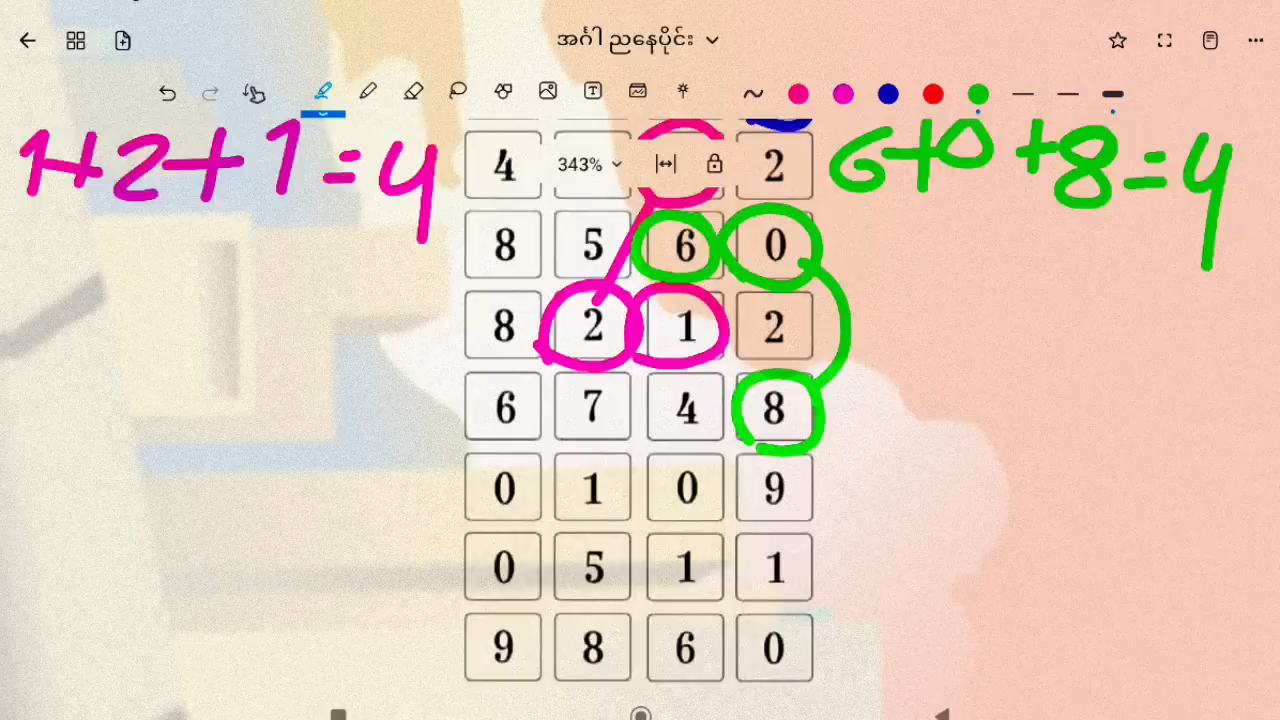 အင်္ဂါ ညနေပိုင်း
1+2+1=4
6+0+8=4
343%
4 2
8 5 6 0
8 2 1 2
6 7 4 8
0 1 0 9
0 5 1 1
9 8 6 0